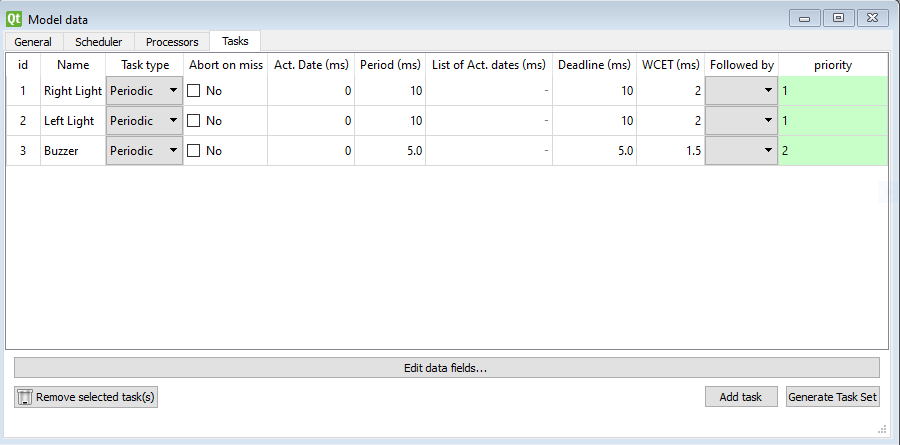 Qt Model data
General Scheduler Processors Tasks
id Name Task type Abort on miss Act. Date (ms) Period (ms) List of Act. dates (ms) Deadline (ms) WCET (ms) Followed by priority
1 Right Light Periodic No 0 10 - 10 2 1
2 Left Light Periodic No 0 10 - 10 2 1
3 Buzzer Periodic No 0 5.0 - 5.0 1.5 2
Edit data fields...
Remove selected task(s) Add task Generate Task Set